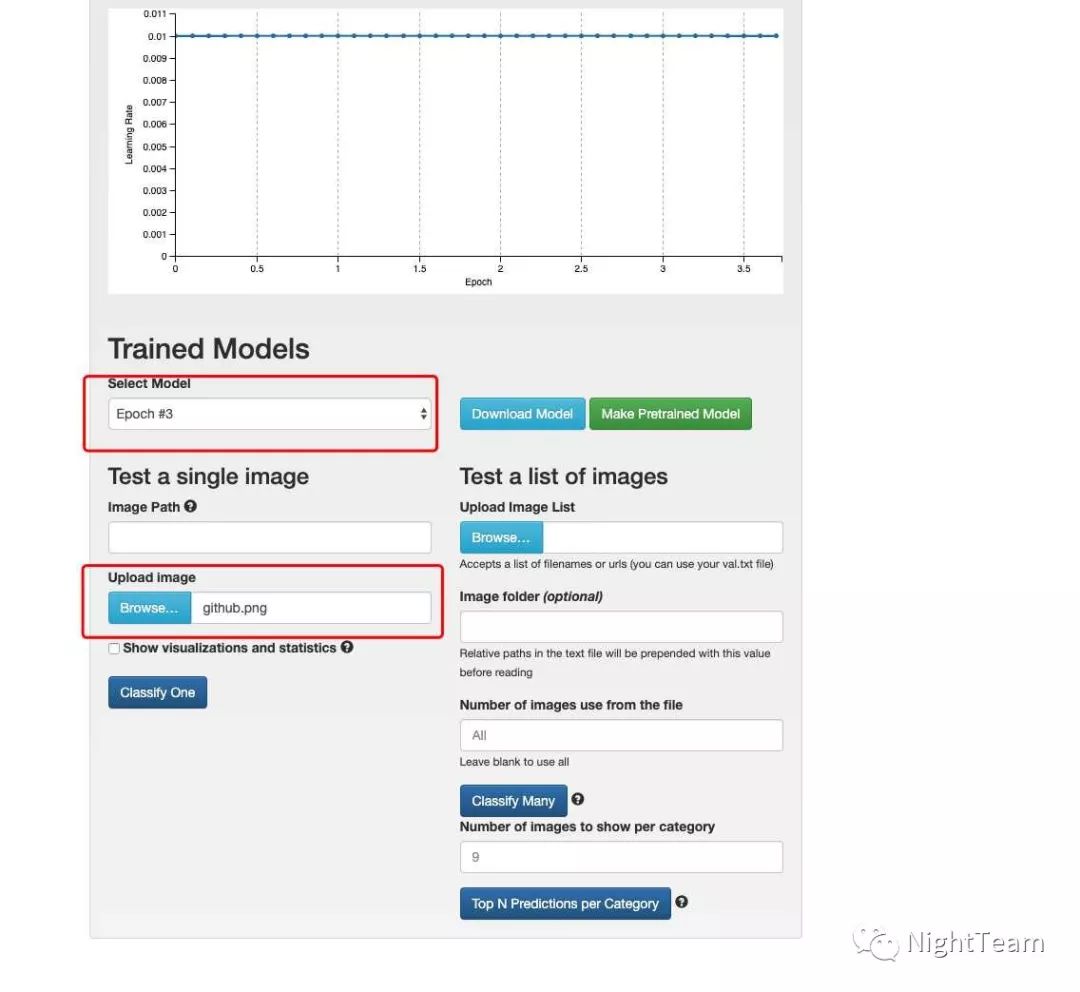 0.011
0.01
0.009
0.008
0.007
0.006
0.005
0.004
0.003
0.002
0.001
0
Learning Rate
0 0.5 1 1.5 2 2.5 3 3.5
Epoch
Trained Models
Select Model
Epoch #3
Download Model Make Pretrained Model
Test a single image
Image Path
Upload image
Browse... github.png
Show visualizations and statistics
Classify One
Test a list of images
Upload Image List
Browse...
Accepts a list of filenames or urls (you can use your val.txt file)
Image folder (optional)
Relative paths in the text file will be prepended with this value
before reading
Number of images use from the file
All
Leave blank to use all
Classify Many
Number of images to show per category
9
Top N Predictions per Category
NightTeam